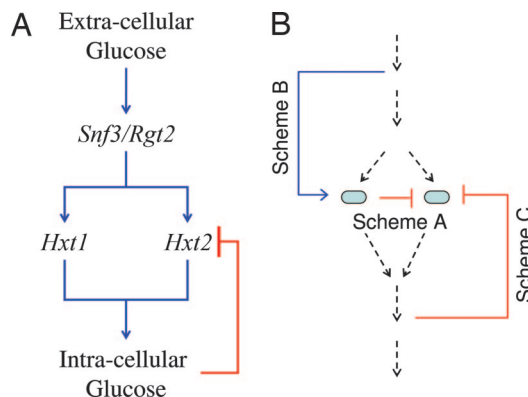 A
Extra-cellular
Glucose
Snf3/Rgt2
Hxt1
Hxt2
Intra-cellular
Glucose
B
Scheme B
Scheme A
Scheme C